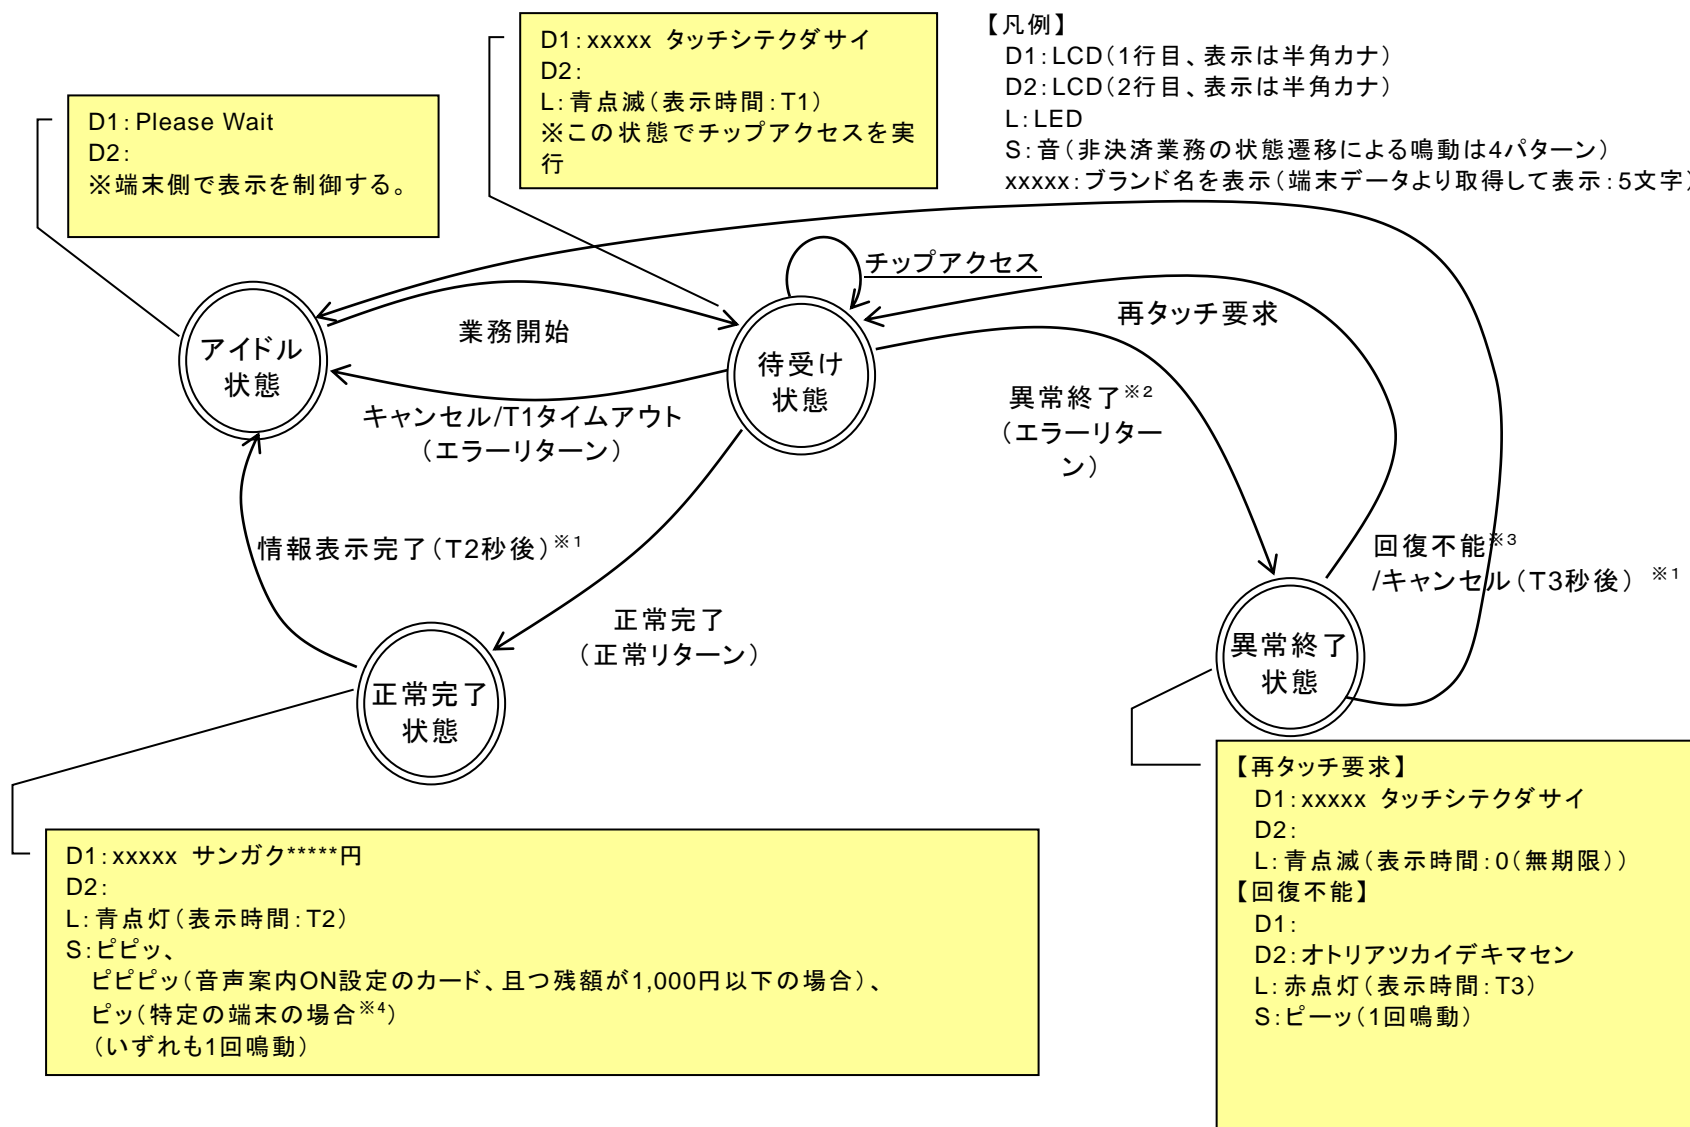 D1：xxxxx タッチシテクダサイ
D2：
L：青点滅（表示時間：T1）
※この状態でチップアクセスを実
行
【凡例】
D1：LCD（1行目、表示は半角カナ）
D2：LCD（2行目、表示は半角カナ）
L：LED
S：音（非決済業務の状態遷移による鳴動は4パターン）
xxxxx：ブランド名を表示（端末データより取得して表示：5文字）
D1：Please Wait
D2：
※端末側で表示を制御する。
チップアクセス
業務開始
再タッチ要求
アイドル
状態
待受け
状態
キャンセル/T1タイムアウト
（エラーリターン）
異常終了※2
（エラーリター
ン）
情報表示完了（T2秒後）※1
回復不能※3
/キャンセル（T3秒後）※1
正常完了
（正常リターン）
異常終了
状態
正常完了
状態
D1：xxxxx サンガク*****円
D2：
L：青点灯（表示時間：T2）
S：ピピッ、
ピピピッ（音声案内ON設定のカード、且つ残額が1,000円以下の場合）、
ピッ（特定の端末の場合※4）
（いずれも1回鳴動）
【再タッチ要求】
D1：xxxxx タッチシテクダサイ
D2：
L：青点滅（表示時間：0（無期限））
【回復不能】
D1：
D2：オトリアツカイデキマセン
L：赤点灯（表示時間：T3）
S：ピーッ（1回鳴動）